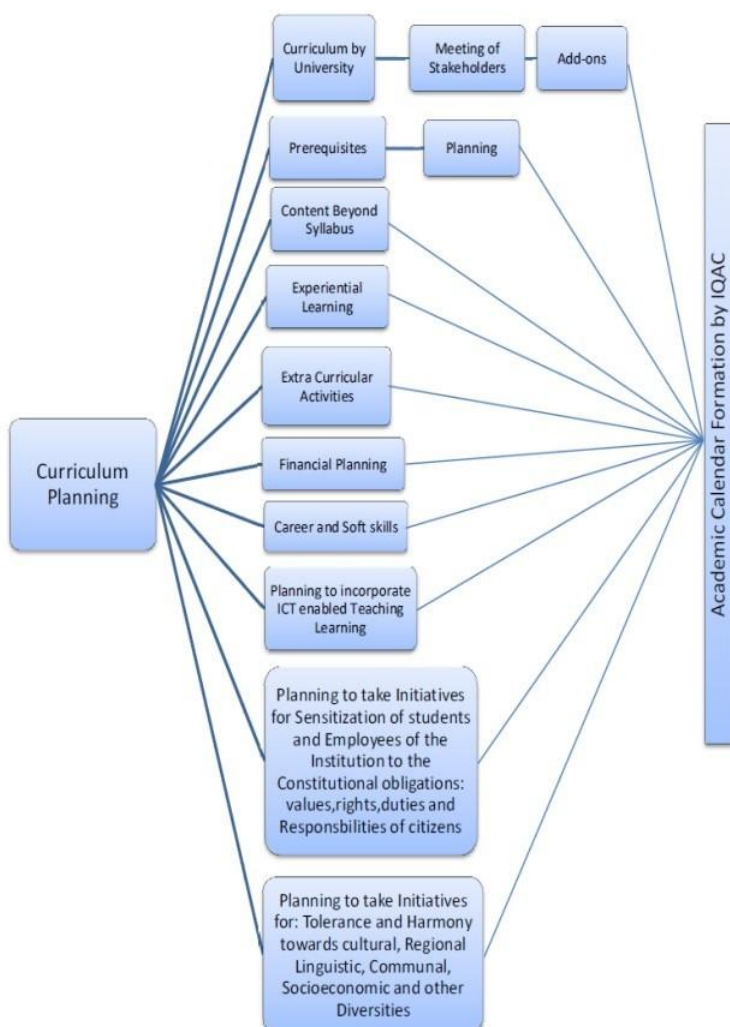 Curriculum by
University
Meeting of
Stakeholders
Add-ons
Prerequisites
Planning
Content Beyond
Syllabus
Experiential
Learning
Extra Curricular
Activities
Curriculum
Planning
Financial Planning
Career and Soft skills
Planning to incorporate
ICT enabled Teaching
Learning
Planning to take Initiatives
for Sensitization of students
and Employees of the
Institution to the
Constitutional obligations:
values,rights,duties and
Responsbilities of citizens
Planning to take Initiatives
for: Tolerance and Harmony
towards cultural, Regional
Linguistic, Communal,
Socioeconomic and other
Diversities
Academic Calendar Formation by IQAC